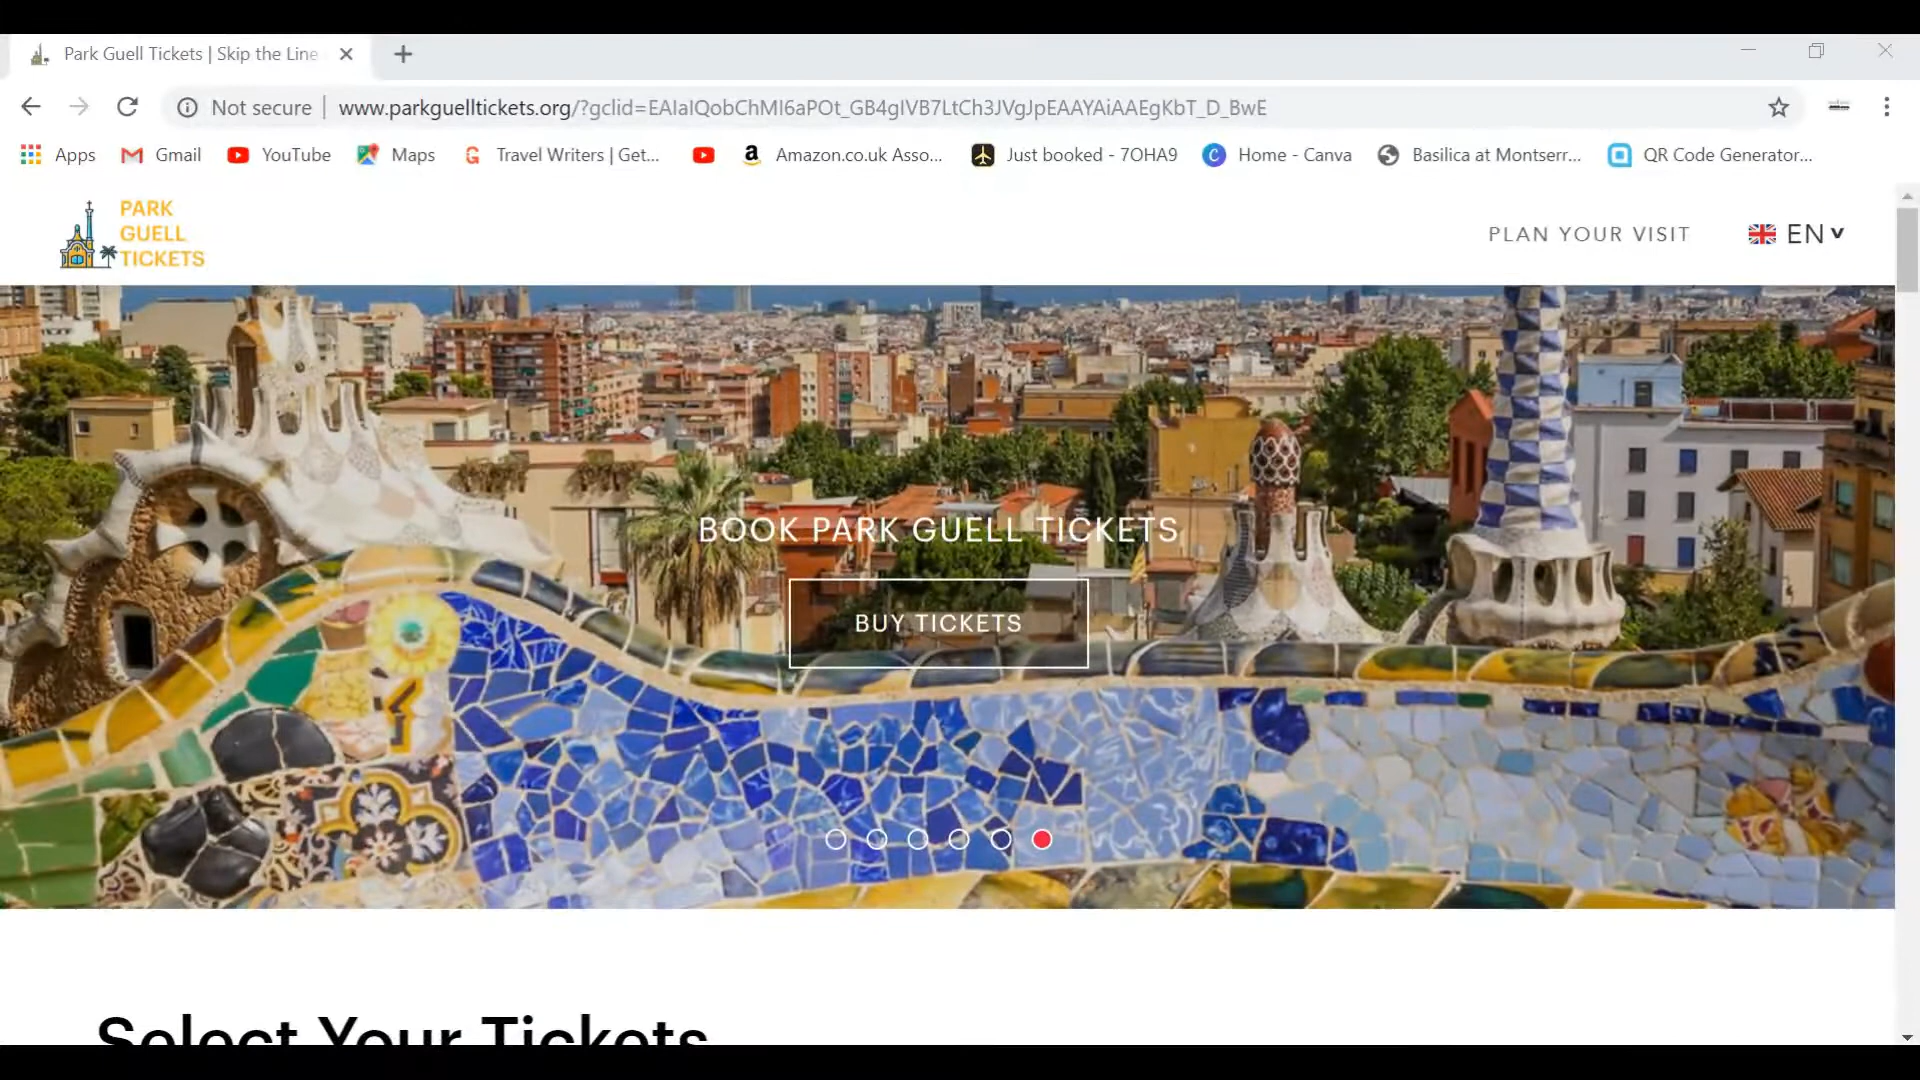 Park Guell Tickets | Skip the Line
Not secure | www.parkguelltickets.org/?gclid=EAIaIQobChMI6aPOt_GB4gIVB7LtCh3JVgJpEAAYAiAAEgKbT_D_BwE
Apps Gmail YouTube Maps Travel Writers | Get... Amazon.co.uk Asso... Just booked - 7OHA9 Home - Canva Basilica at Montserr... QR Code Generator...
PARK
GUELL
TICKETS
PLAN YOUR VISIT EN
BOOK PARK GUELL TICKETS
BUY TICKETS
Select Your Tickets